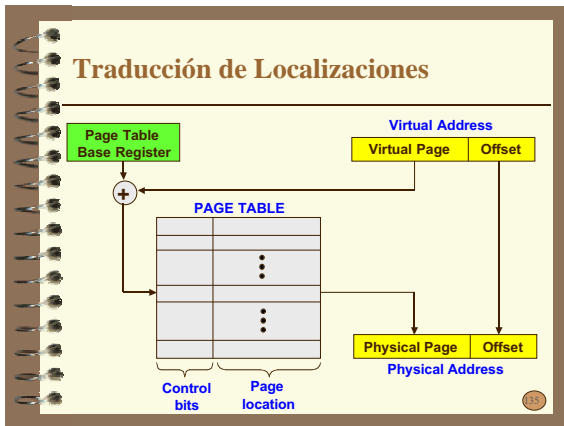 Traducción de Localizaciones
Virtual Address
Page Table
Base Register
Virtual Page
Offset
+
PAGE TABLE
Physical Page
Offset
Physical Address
Control
bits
Page
location
135